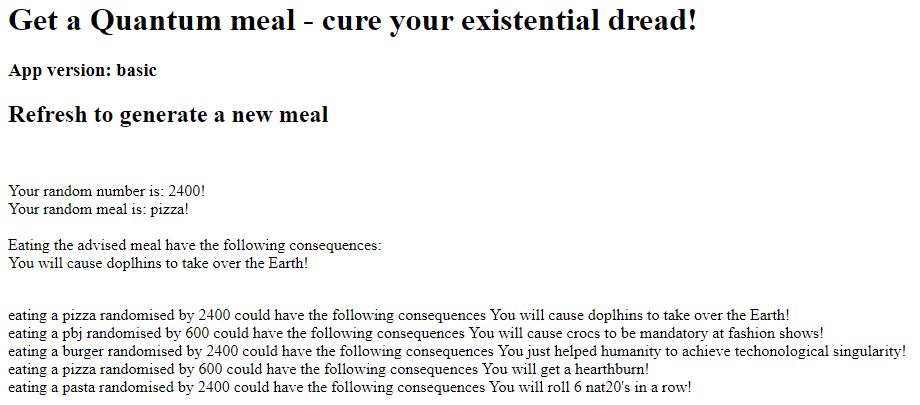 Get a Quantum meal - cure your existential dread!
App version: basic
Refresh to generate a new meal
Your random number is: 2400!
Your random meal is: pizza!
Eating the advised meal have the following consequences:
You will cause doplhins to take over the Earth!
eating a pizza randomised by 2400 could have the following consequences You will cause doplhins to take over the Earth!
eating a pbj randomised by 600 could have the following consequences You will cause crocs to be mandatory at fashion shows!
eating a burger randomised by 2400 could have the following consequences You just helped humanity to achieve techonological singularity!
eating a pizza randomised by 600 could have the following consequences You will get a hearthburn!
eating a pasta randomised by 2400 could have the following consequences You will roll 6 nat20's in a row!